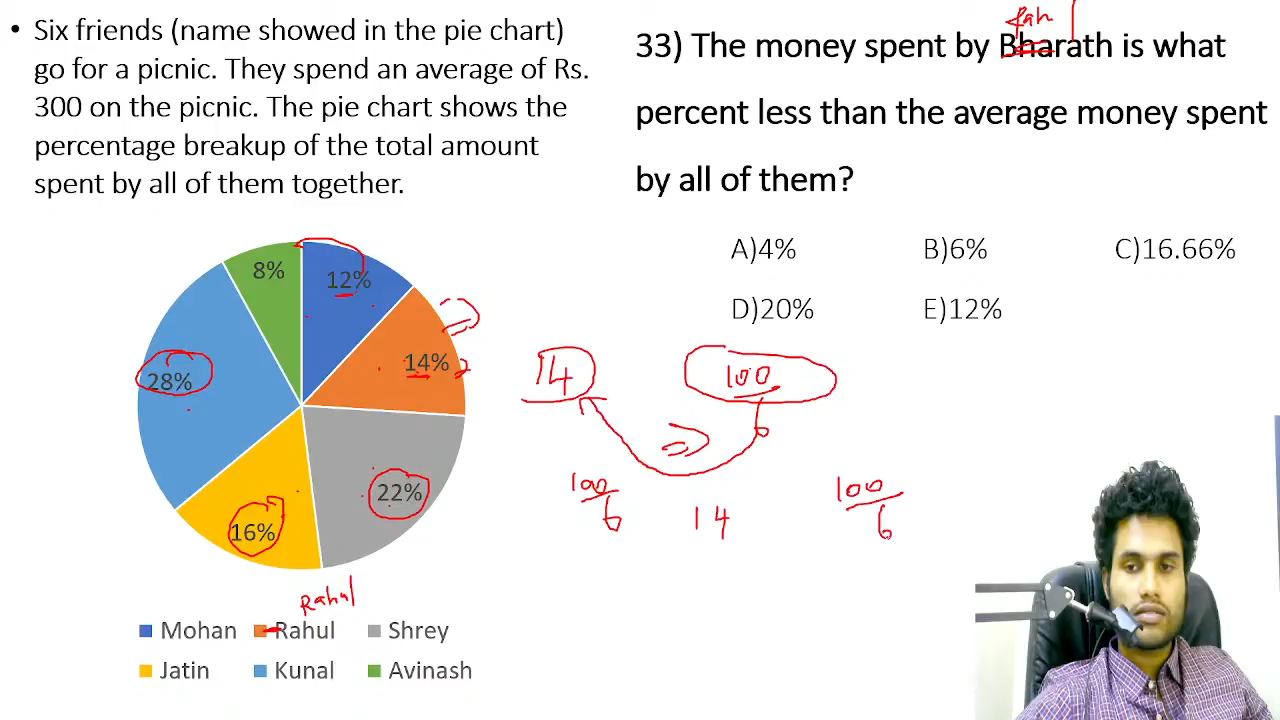 • Six friends (name showed in the pie chart)
go for a picnic. They spend an average of Rs.
300 on the picnic. The pie chart shows the
percentage breakup of the total amount
spent by all of them together.
Rah
33) The money spent by Bharath is what
percent less than the average money spent
by all of them?
A)4% B)6% C)16.66%
D)20% E)12%
8% 12%
14%
28%
22%
16%
14 100
6
100
6
14
100
6
Rahul
Mohan Rahul Shrey
Jatin Kunal Avinash